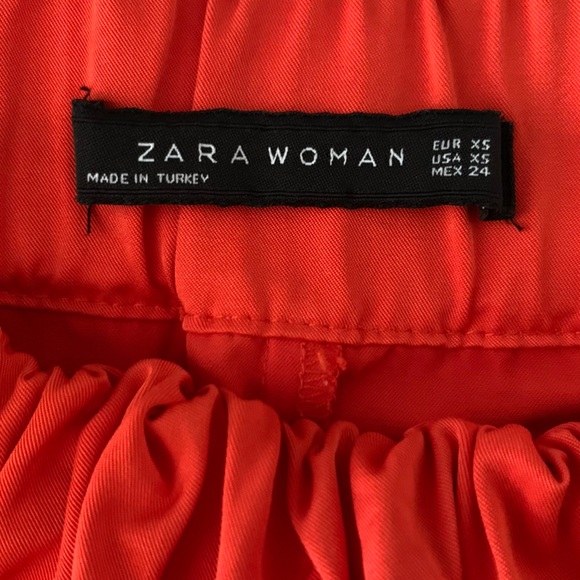 ZARA WOMAN
MADE IN TURKEY
EUR XS
USA XS
MEX 24